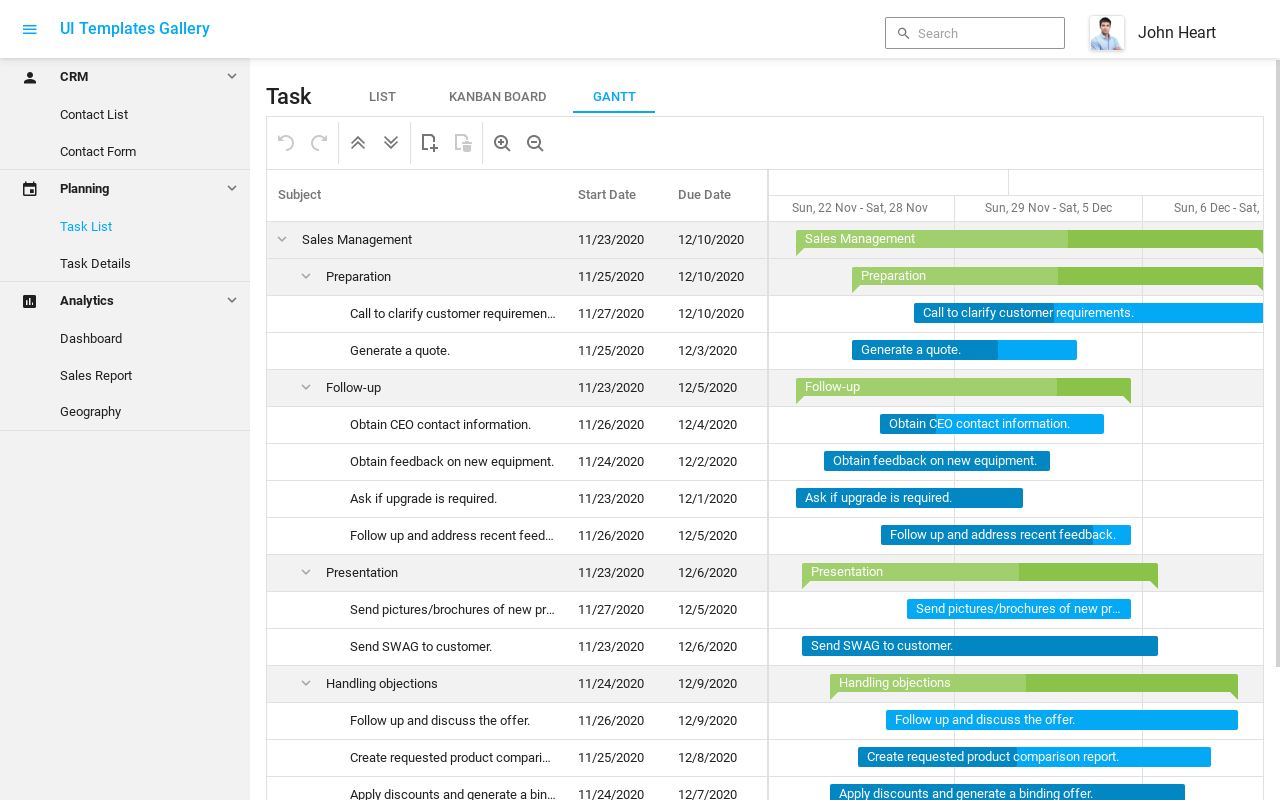 UI Templates Gallery
Search
John Heart
CRM
Contact List
Contact Form
Planning
Task List
Task Details
Analytics
Dashboard
Sales Report
Geography
Task
LIST
KANBAN BOARD
GANTT
Subject
Start Date
Due Date
Sun, 22 Nov - Sat, 28 Nov
Sun, 29 Nov - Sat, 5 Dec
Sun, 6 Dec - Sat,
Sales Management 11/23/2020 12/10/2020 Sales Management
Preparation 11/25/2020 12/10/2020 Preparation
Call to clarify customer requiremen... 11/27/2020 12/10/2020 Call to clarify customer requirements.
Generate a quote. 11/25/2020 12/3/2020 Generate a quote.
Follow-up 11/23/2020 12/5/2020 Follow-up
Obtain CEO contact information. 11/26/2020 12/4/2020 Obtain CEO contact information.
Obtain feedback on new equipment. 11/24/2020 12/2/2020 Obtain feedback on new equipment.
Ask if upgrade is required. 11/23/2020 12/1/2020 Ask if upgrade is required.
Follow up and address recent feed... 11/26/2020 12/5/2020 Follow up and address recent feedback.
Presentation 11/23/2020 12/6/2020 Presentation
Send pictures/brochures of new pr... 11/27/2020 12/5/2020 Send pictures/brochures of new pr...
Send SWAG to customer. 11/23/2020 12/6/2020 Send SWAG to customer.
Handling objections 11/24/2020 12/9/2020 Handling objections
Follow up and discuss the offer. 11/26/2020 12/9/2020 Follow up and discuss the offer.
Create requested product compari... 11/25/2020 12/8/2020 Create requested product comparison report.
Apply discounts and generate a bin... 11/24/2020 12/7/2020 Apply discounts and generate a binding offer.